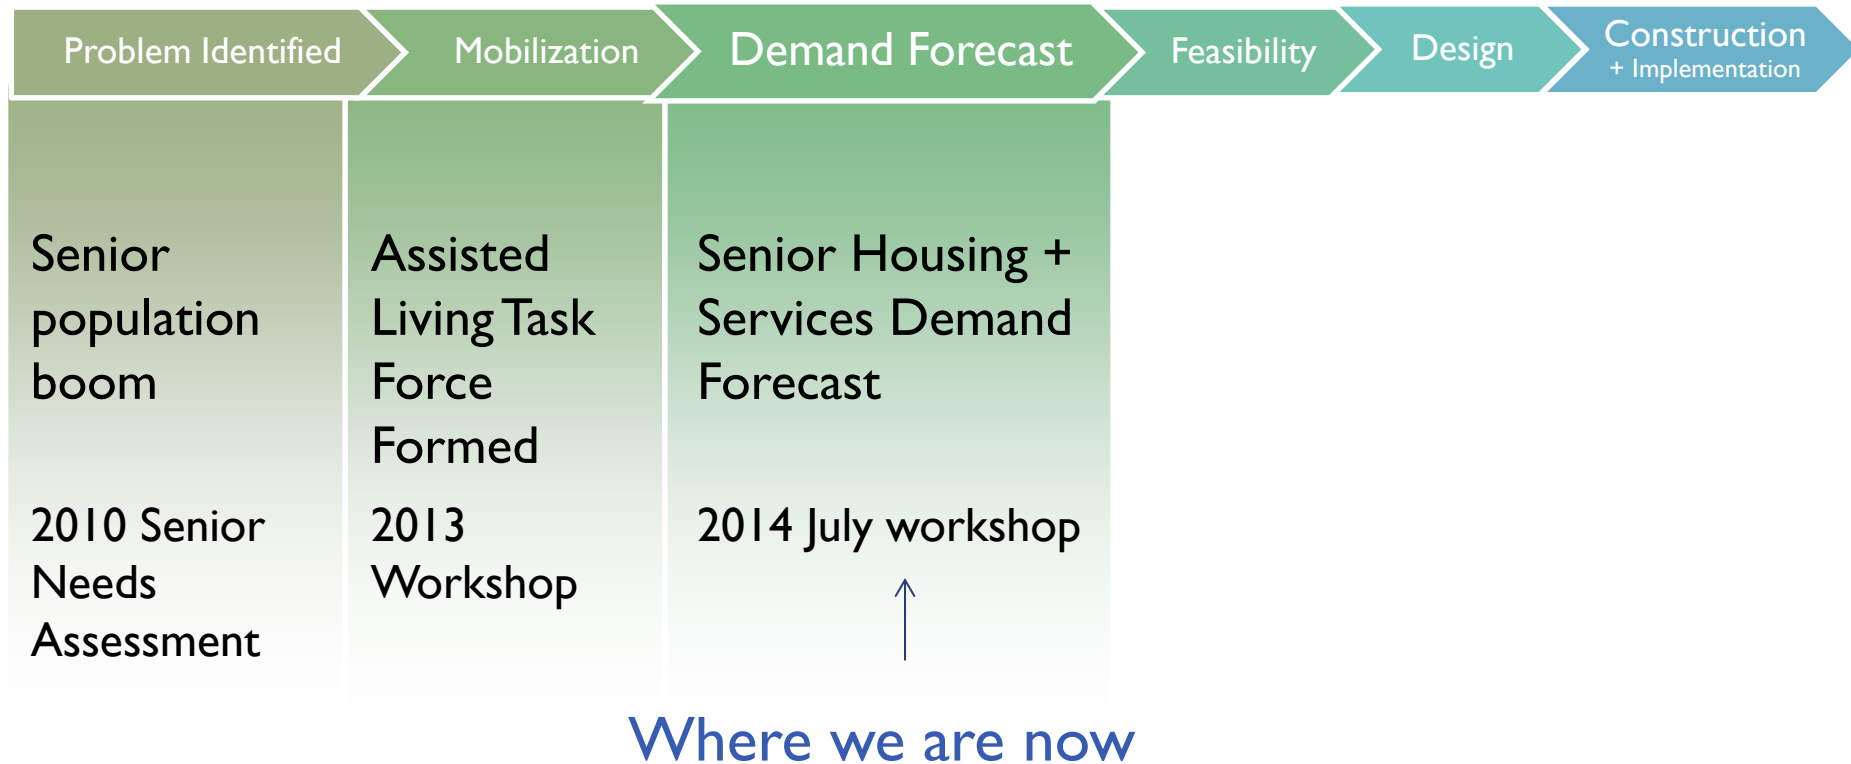 Problem Identified
Mobilization
Demand Forecast
Feasibility
Design
Construction
+ Implementation
Senior
population
boom
2010 Senior
Needs
Assessment
Assisted
Living Task
Force
Formed
2013
Workshop
Senior Housing +
Services Demand
Forecast
2014 July workshop
Where we are now